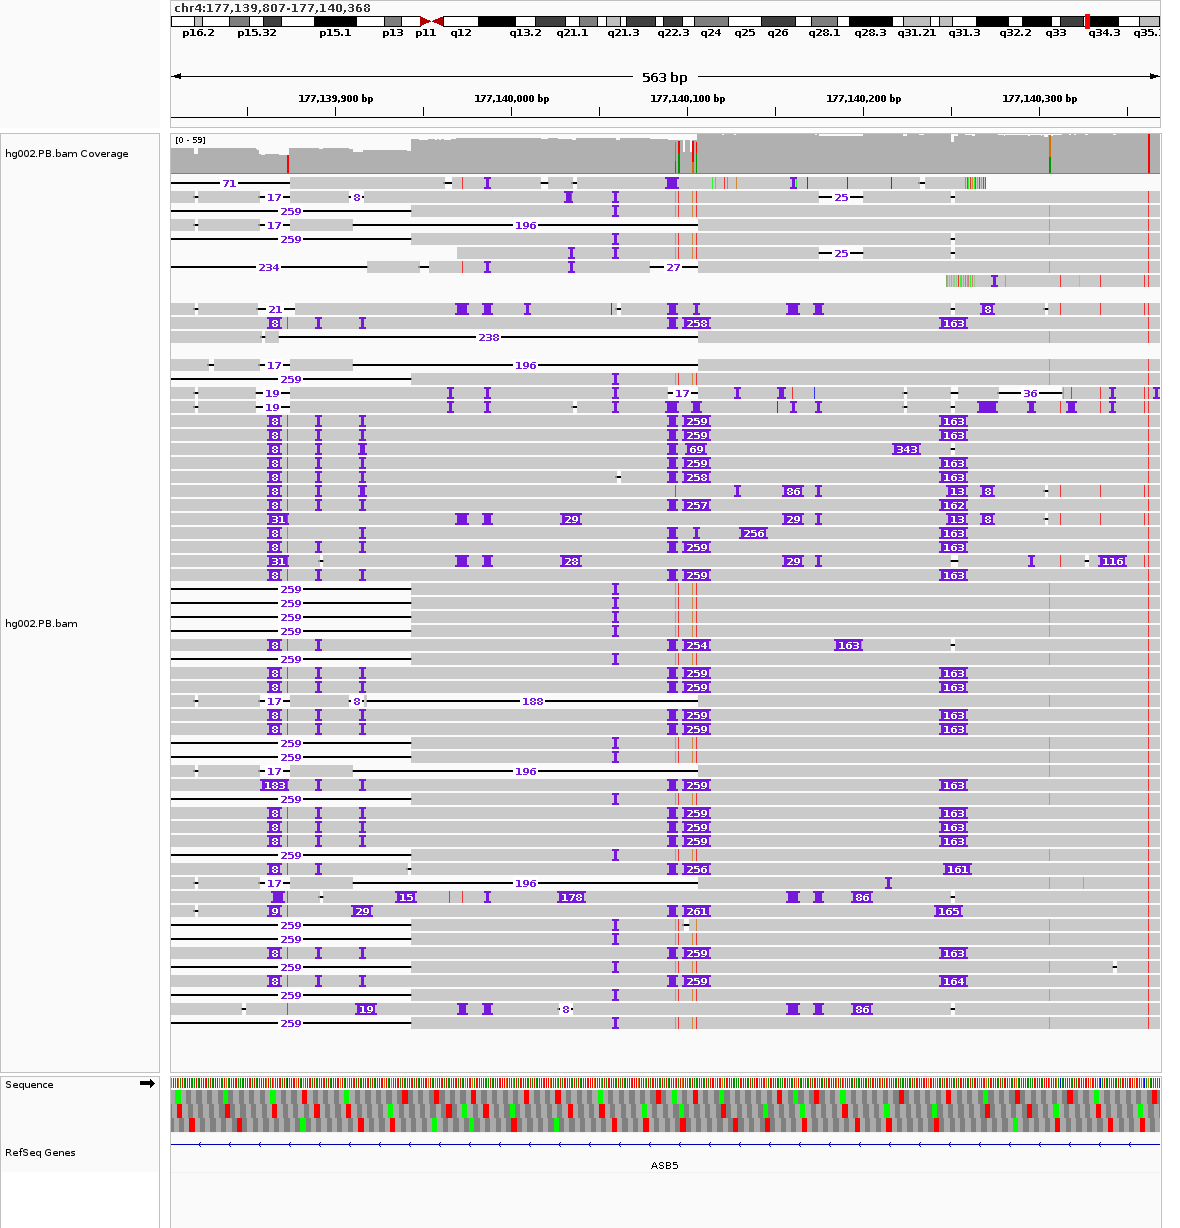 chr4:177,139,807-177,140,368
p16.2 p15.32 p15.1 p13 p11 q12 q13.2 q21.1 q21.3 q22.3 q24 q25 q26 q28.1 q28.3 q31.21 q31.3 q32.2 q33 q34.3 q35.
563 bp
177,139,900 bp 177,140,000 bp 177,140,100 bp 177,140,200 bp 177,140,300 bp
[0 - 59]
hg002.PB.bam Coverage
71
17 8 25
259
17 196
259
25
234 27
21 8
8 258 163
238
17 196
259
19 17 36
19
8 259 163
8 259 163
8 69 343
8 259 163
8 258 163
8 86 13 8
8 257 162
31 29 29 13 8
8 256 163
8 259 163
31 28 29 116
8 259 163
259
259
259
hg002.PB.bam
259
8 254 163
259
8 259 163
8 259 163
17 8 188
8 259 163
8 259 163
259
259
17 196
183 259 163
259
8 259 163
8 259 163
8 259 163
259
8 256 161
17 196
15 178 86
9 29 261 165
259
259
8 259 163
259
8 259 164
259
19 8 86
259
Sequence
RefSeq Genes
ASB5